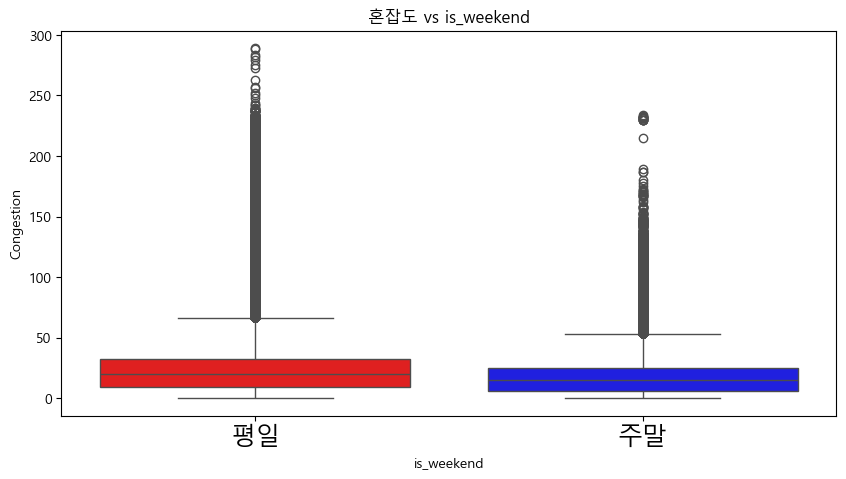 혼잡도 vs is_weekend
300
250
200
150
100
50
0
Congestion
평일 주말
is_weekend